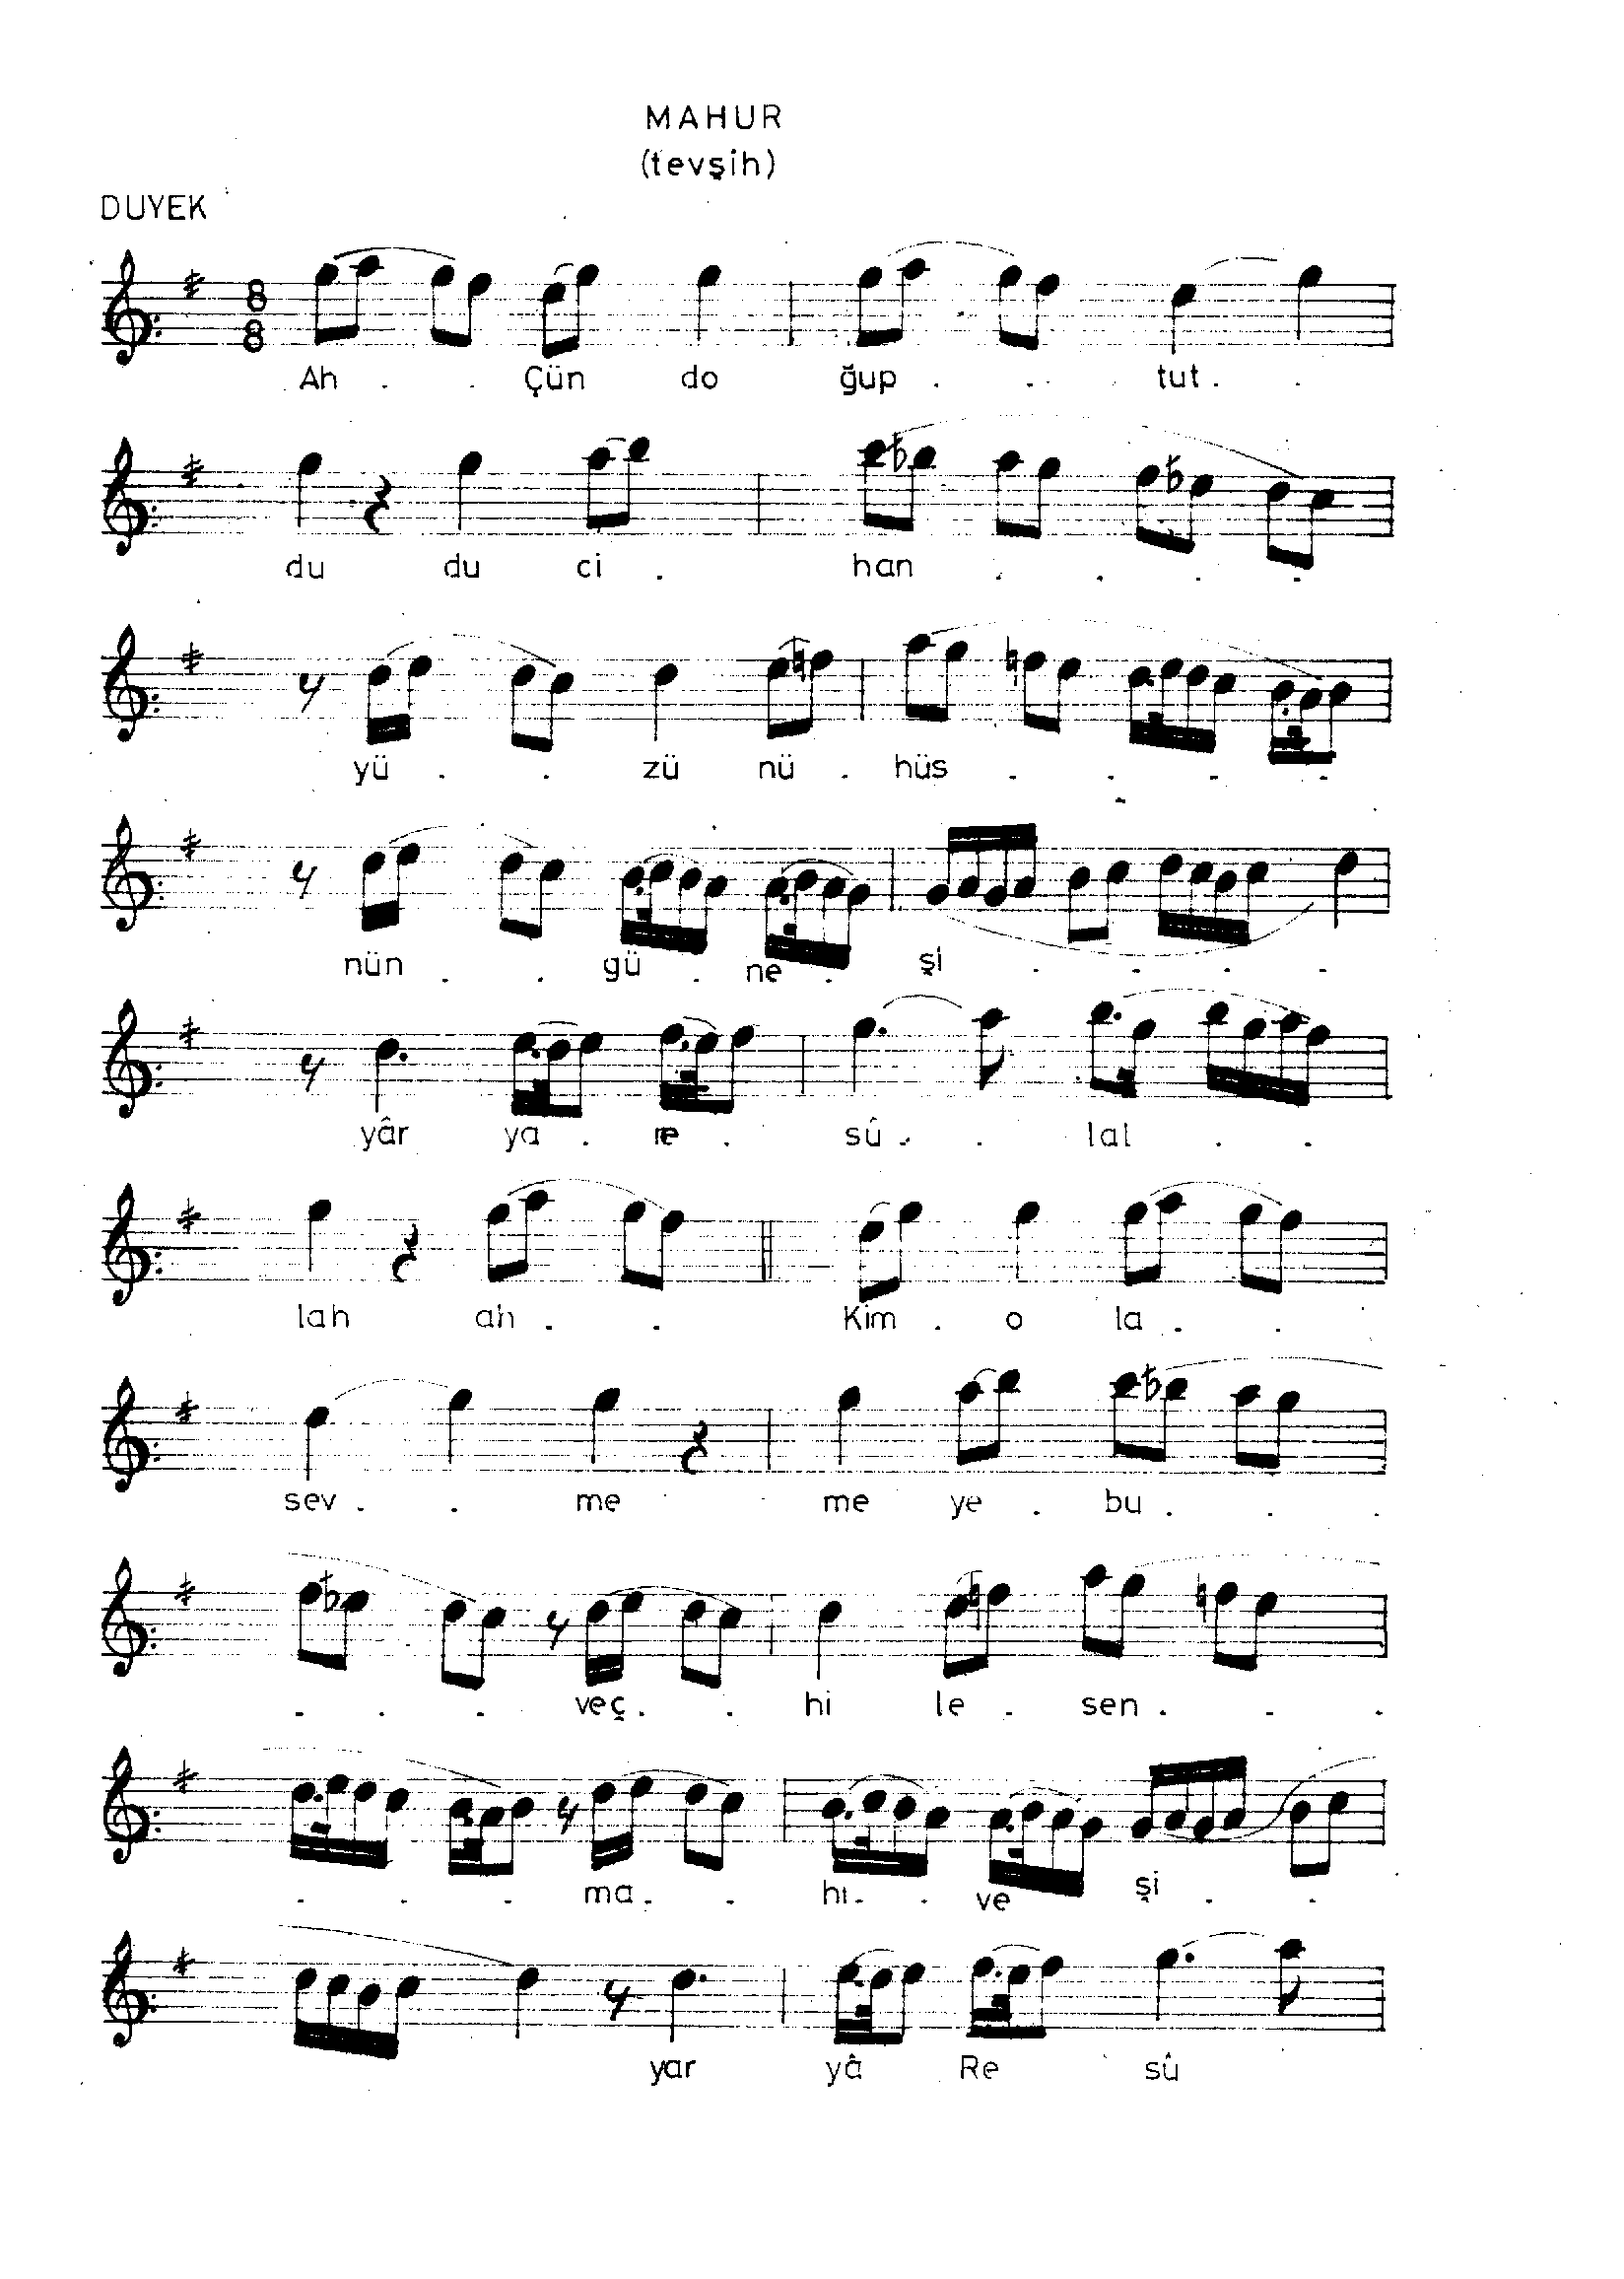 MAHUR
(tevşih)
DUYEK
8
8
Ah . . Çün do ğup . . . tut . .
du du ci . han . . . .
yü . . zü nü . hüs . . . .
nün . . gü . ne . şi . . . .
yâr ya . re . sû . . lal . .
lah ah . . Kim . o la . .
sev . . me me ye . bu . . .
. . . veç . . hi le . sen . . .
. . . ma . . hı . . ve şi . .
yar yâ Re sû